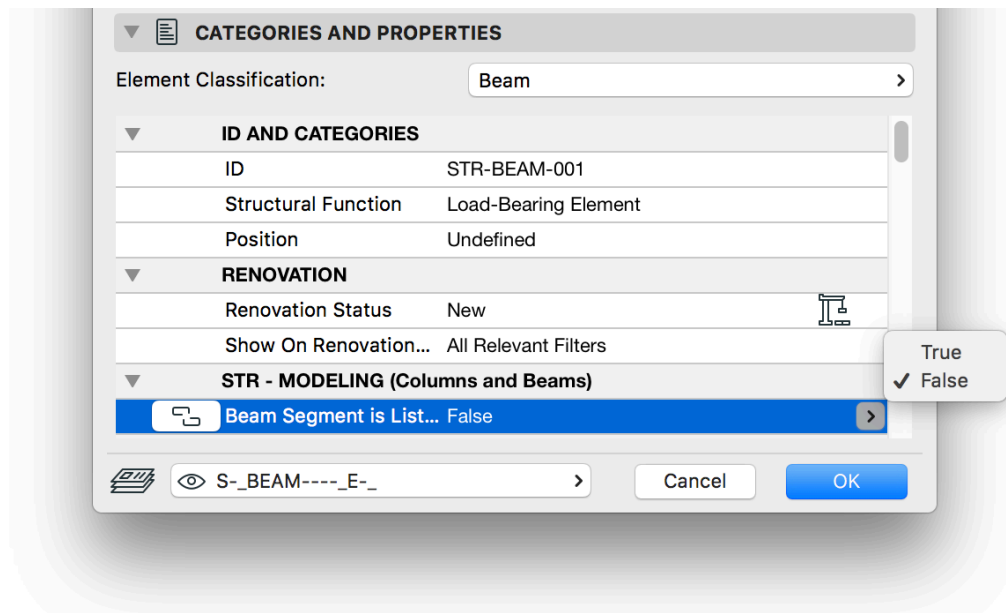 CATEGORIES AND PROPERTIES
Element Classification: Beam
ID AND CATEGORIES
ID STR-BEAM-001
Structural Function Load-Bearing Element
Position Undefined
RENOVATION
Renovation Status New
Show On Renovation... All Relevant Filters
True
STR - MODELING (Columns and Beams)
False
Beam Segment is List... False
S-_BEAM----_E-_ Cancel OK